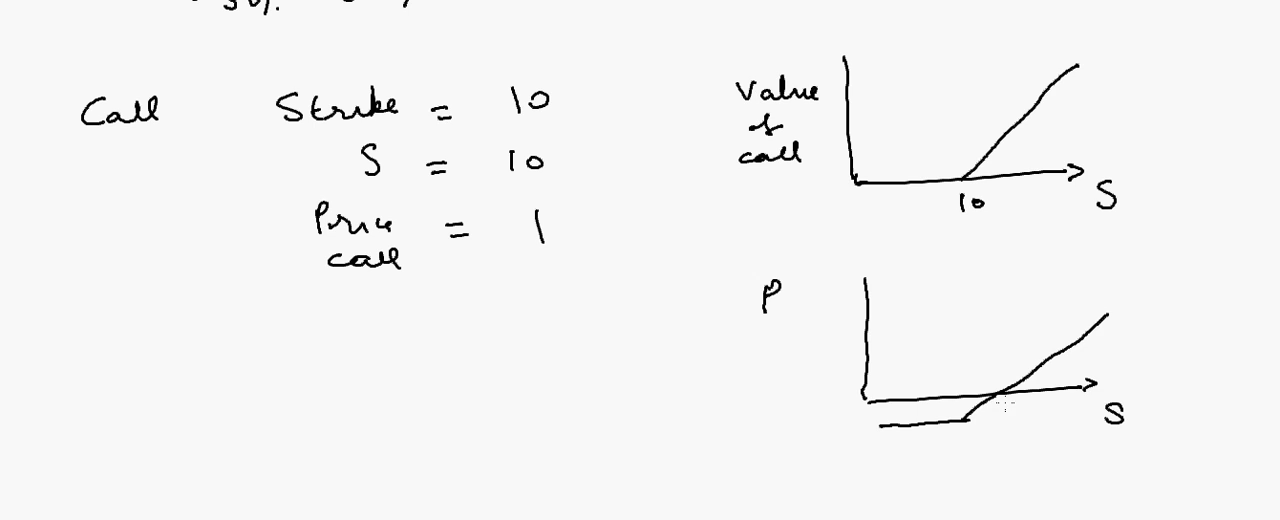 Call Strike = 10
S = 10
Price call = 1
Value of call
10
S
P
S